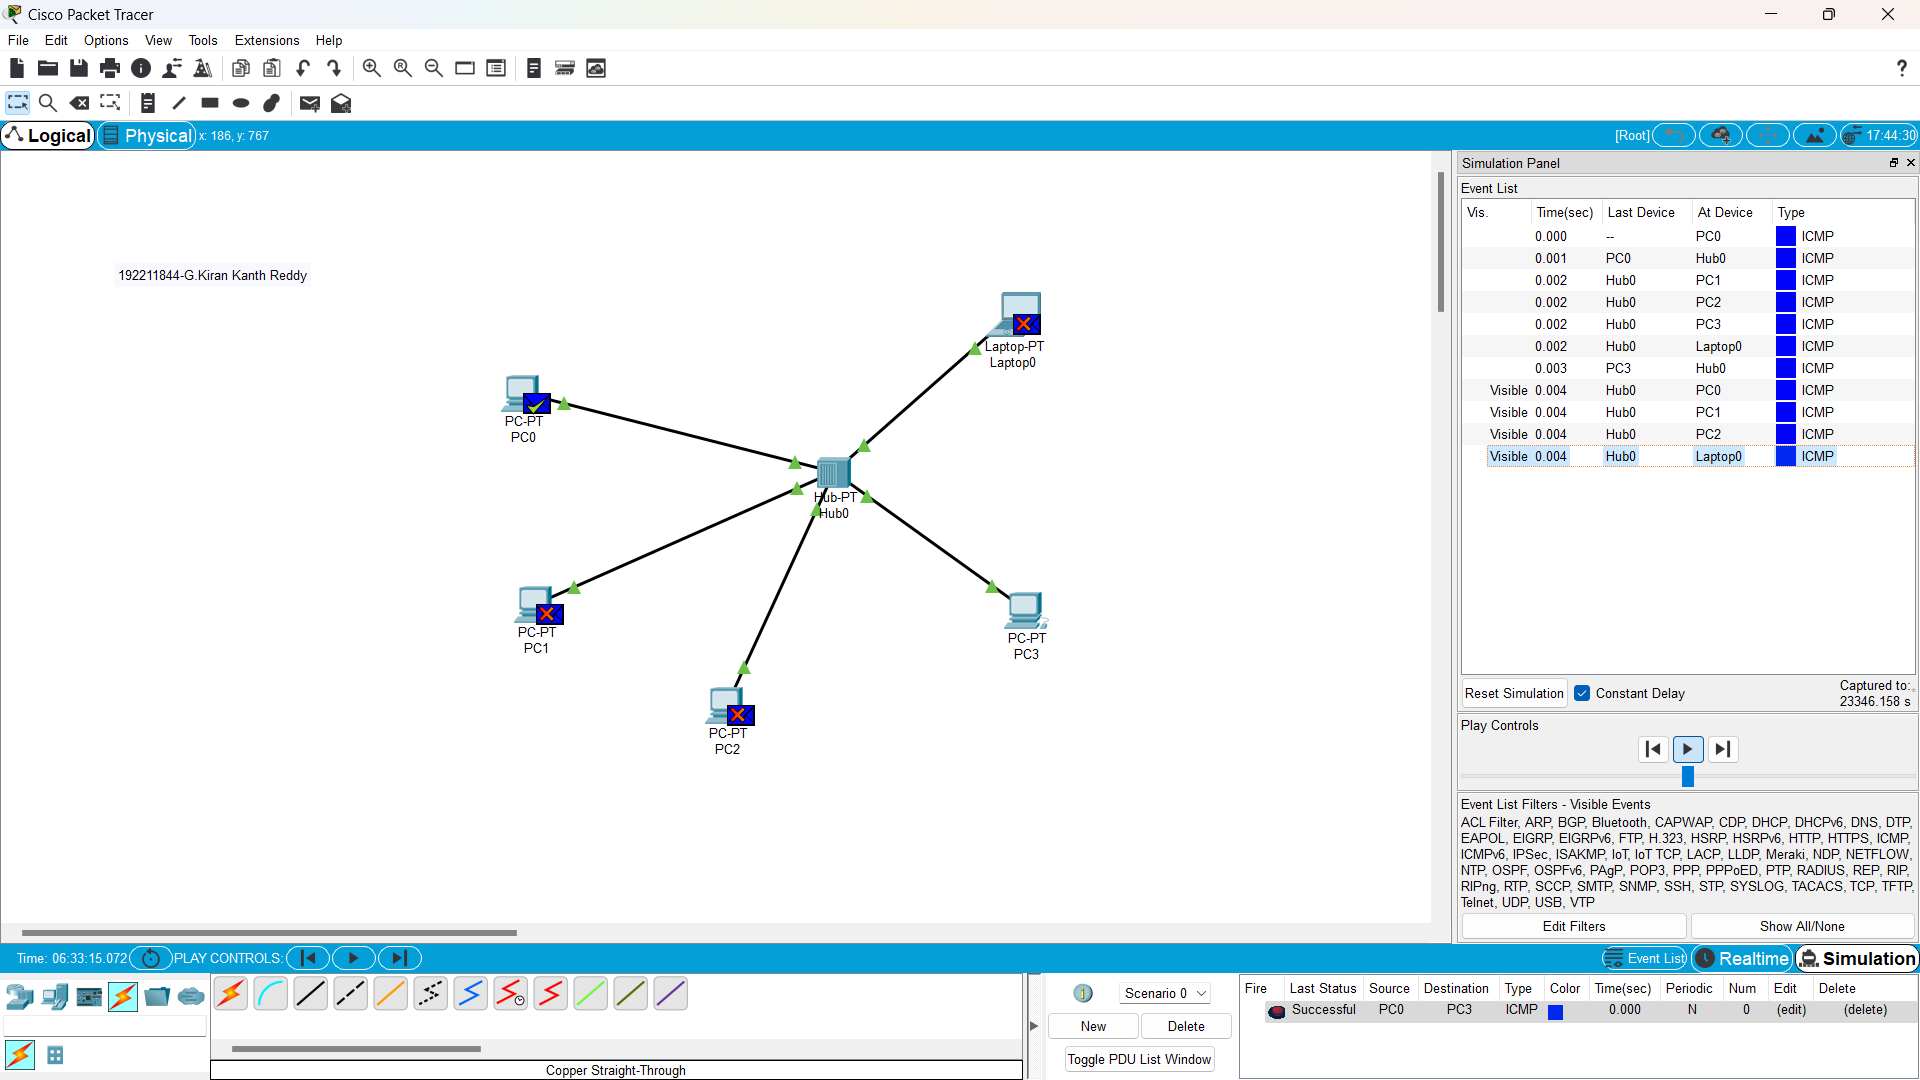 Cisco Packet Tracer
File Edit Options View Tools Extensions Help
?
Logical Physical x: 186, y: 767 [Root] 17:44:30
Simulation Panel
Event List
Vis. Time(sec) Last Device At Device Type
0.000 -- PC0 ICMP
0.001 PC0 Hub0 ICMP
0.002 Hub0 PC1 ICMP
0.002 Hub0 PC2 ICMP
0.002 Hub0 PC3 ICMP
0.002 Hub0 Laptop0 ICMP
0.003 PC3 Hub0 ICMP
Visible 0.004 Hub0 PC0 ICMP
Visible 0.004 Hub0 PC1 ICMP
Visible 0.004 Hub0 PC2 ICMP
Visible 0.004 Hub0 Laptop0 ICMP
192211844-G.Kiran Kanth Reddy
Laptop-PT
Laptop0
PC-PT
PC0
Hub-PT
Hub0
PC-PT
PC1
PC-PT
PC3
PC-PT
PC2
Reset Simulation Constant Delay Captured to:
23346.158 s
Play Controls
Event List Filters - Visible Events
ACL Filter, ARP, BGP, Bluetooth, CAPWAP, CDP, DHCP, DHCPv6, DNS, DTP,
EAPOL, EIGRP, EIGRPv6, FTP, H.323, HSRP, HSRPv6, HTTP, HTTPS, ICMP,
ICMPv6, IPSec, ISAKMP, IoT, IoT TCP, LACP, LLDP, Meraki, NDP, NETFLOW,
NTP, OSPF, OSPFv6, PAgP, POP3, PPP, PPPoED, PTP, RADIUS, REP, RIP,
RIPng, RTP, SCCP, SMTP, SNMP, SSH, STP, SYSLOG, TACACS, TCP, TFTP,
Telnet, UDP, USB, VTP
Edit Filters Show All/None
Time: 06:33:15.072 PLAY CONTROLS: Event List Realtime Simulation
Scenario 0
New Delete
Toggle PDU List Window
Fire Last Status Source Destination Type Color Time(sec) Periodic Num Edit Delete
Successful PC0 PC3 ICMP 0.000 N 0 (edit) (delete)
Copper Straight-Through